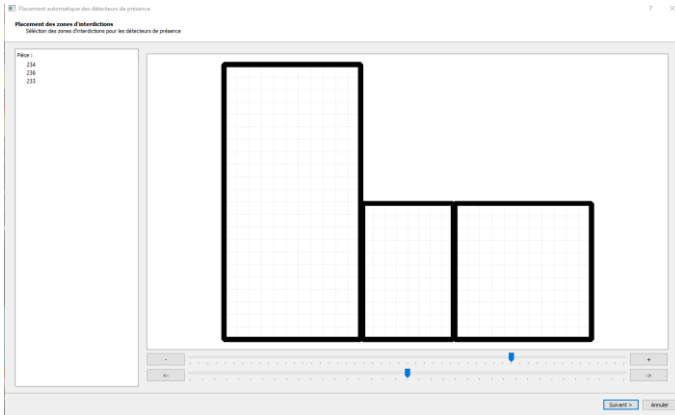 Placement automatique des détecteurs de présence
? X
Placement des zones d'interdictions
Séléction des zones d'interdictions pour les détecteurs de présence
Pièce :
234
236
233
-
+
<-
->
Suivant >
Annuler